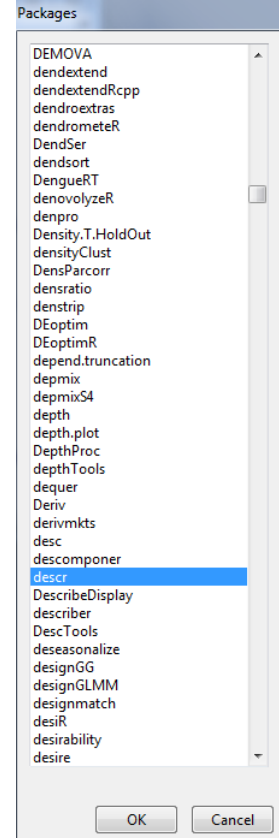 Packages
DEMOVA
dendextend
dendextendRcpp
dendroextras
dendrometeR
DendSer
dendsort
DengueRT
denovolyzeR
denpro
Density.T.HoldOut
densityClust
DensParcorr
densratio
denstrip
DEoptim
DEoptimR
depend.truncation
depmix
depmixS4
depth
depth.plot
DepthProc
depthTools
dequer
Deriv
derivmkts
desc
descomponer
descr
DescribeDisplay
describer
DescTools
deseasonalize
designGG
designGLMM
designmatch
desiR
desirability
desire
OK Cancel